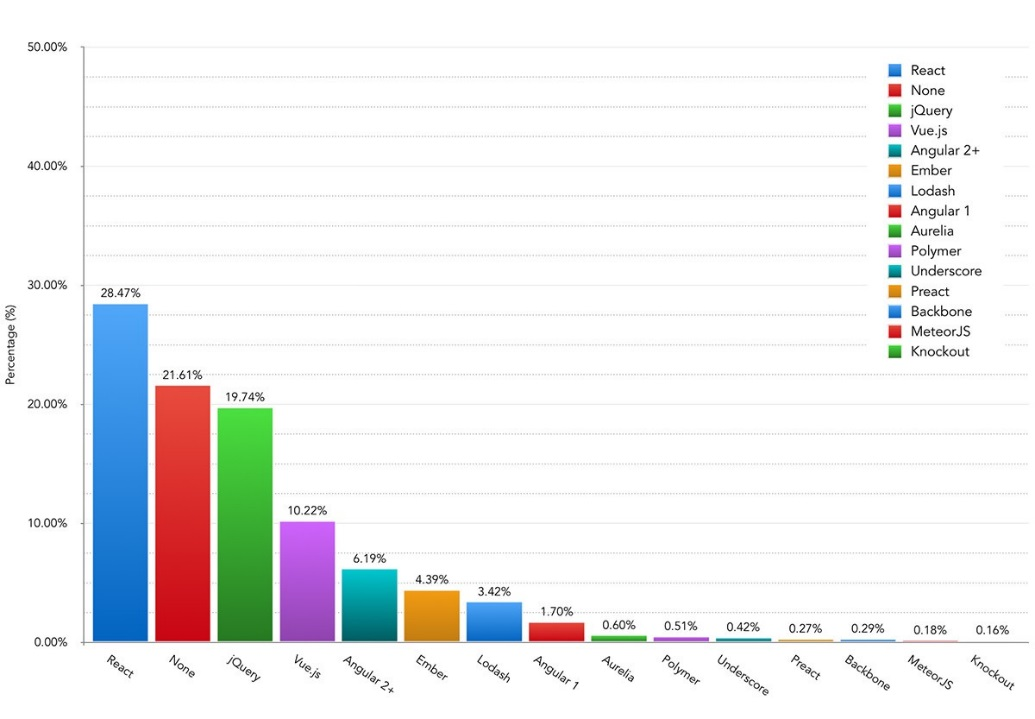 50.00%
40.00%
30.00%
20.00%
10.00%
0.00%
Percentage (%)
React
None
jQuery
Vue.js
Angular 2+
Ember
Lodash
Angular 1
Aurelia
Polymer
Underscore
Preact
Backbone
MeteorJS
Knockout
28.47%
21.61%
19.74%
10.22%
6.19%
4.39%
3.42%
1.70%
0.60%
0.51%
0.42%
0.27%
0.29%
0.18%
0.16%
React
None
jQuery
Vue.js
Angular 2+
Ember
Lodash
Angular 1
Aurelia
Polymer
Underscore
Preact
Backbone
MeteorJS
Knockout